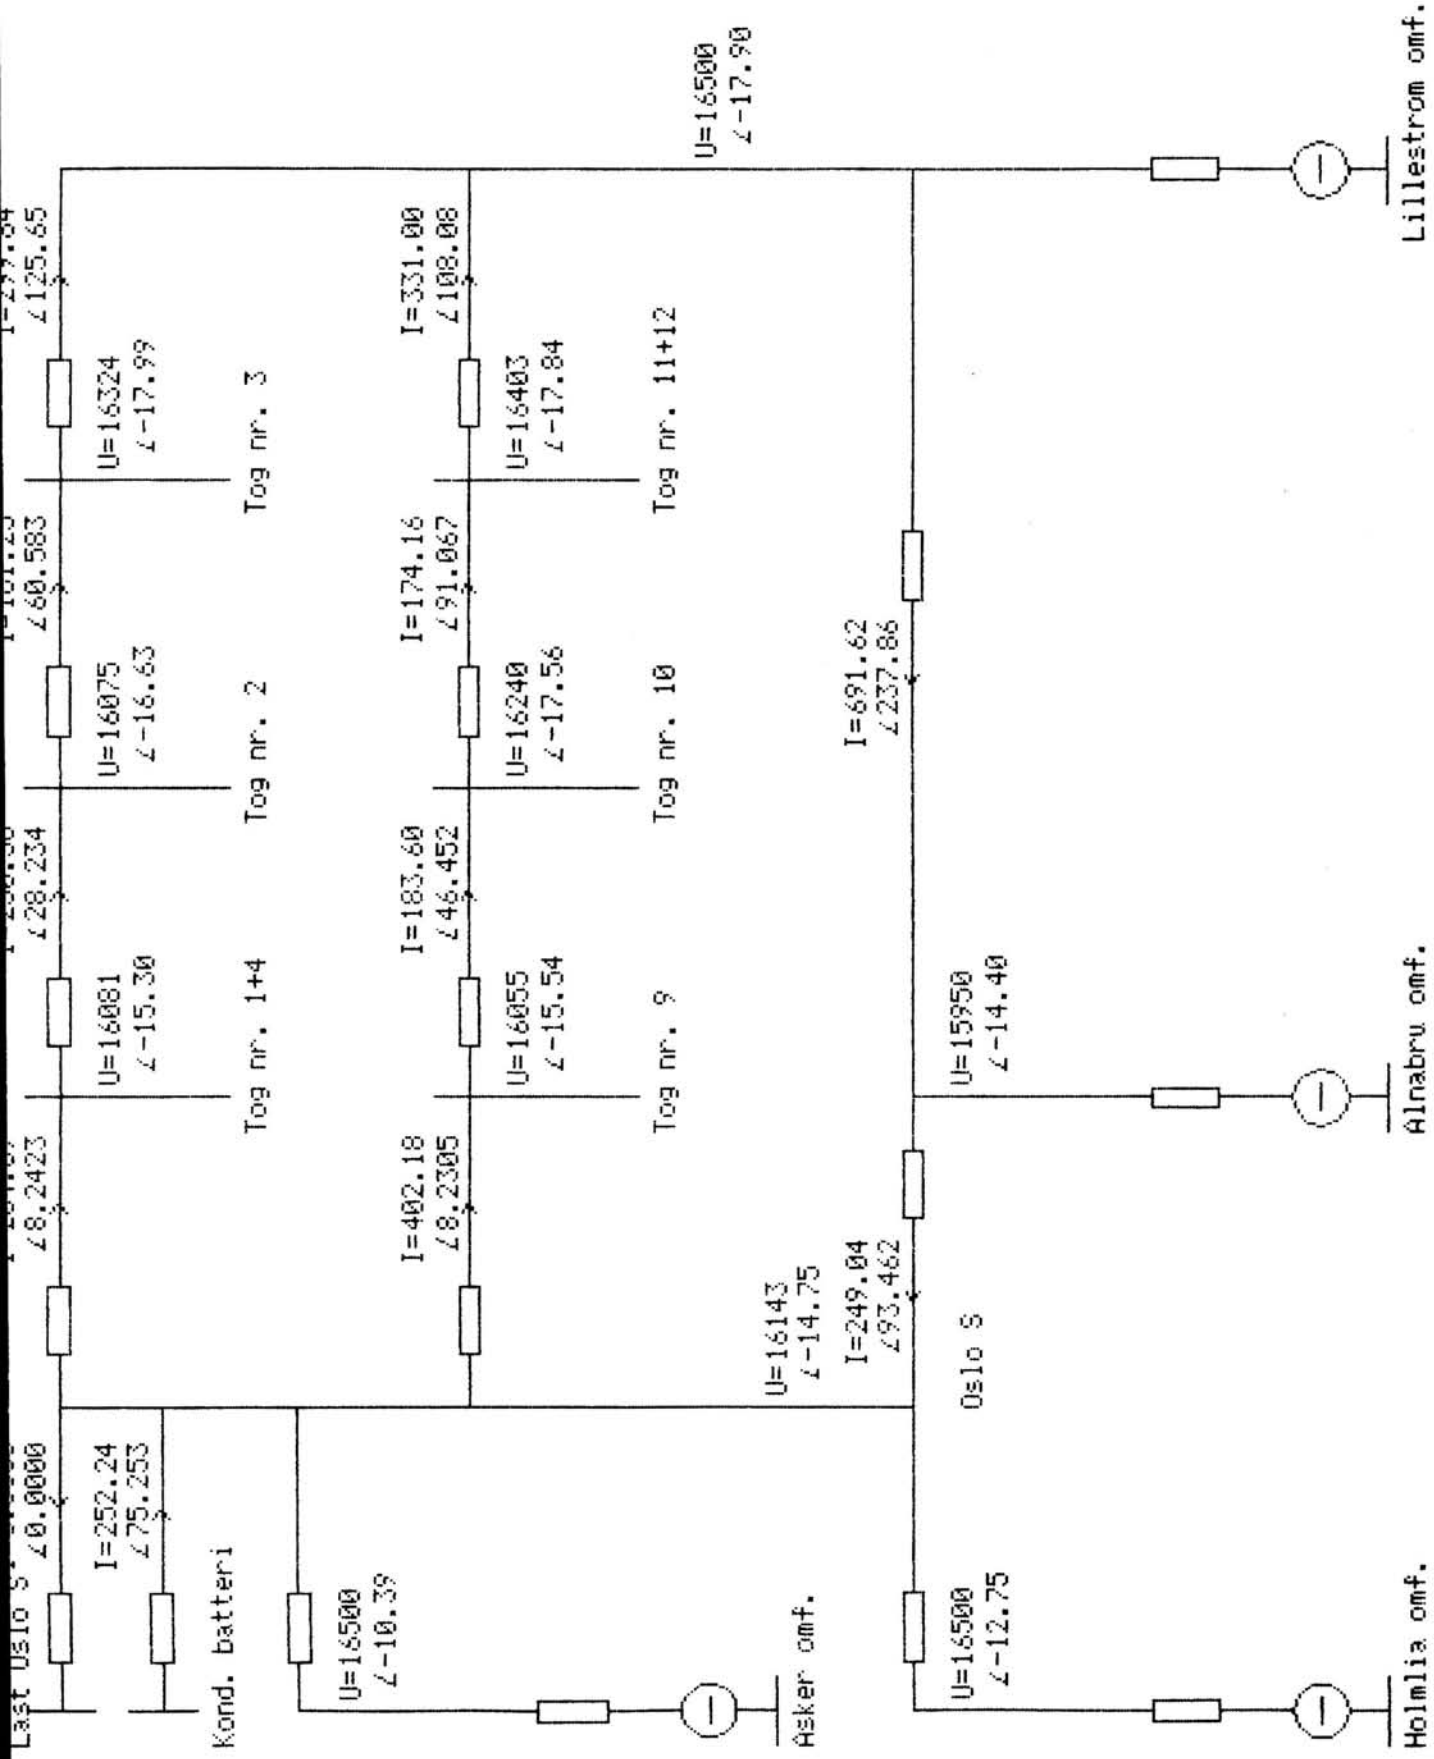 Last Oslo S
∠0.0000
I=252.24
∠75.253
Kond. batteri
U=16500
∠-10.39
Asker omf.
U=16500
∠-12.75
Holmlia omf.
∠8.2423
U=16081
∠-15.30
Tog nr. 1+4
∠28.234
U=16075
∠-16.63
Tog nr. 2
∠60.583
U=16324
∠-17.99
Tog nr. 3
∠125.65
I=402.18
∠8.2305
U=16055
∠-15.54
Tog nr. 9
I=183.60
∠46.452
U=16240
∠-17.56
Tog nr. 10
I=174.16
∠91.067
U=16403
∠-17.84
Tog nr. 11+12
I=331.00
∠108.08
U=16143
∠-14.75
I=249.04
∠93.462
Oslo S
U=15950
∠-14.40
Alnabru omf.
I=691.62
∠237.86
U=16500
∠-17.90
Lillestrom omf.